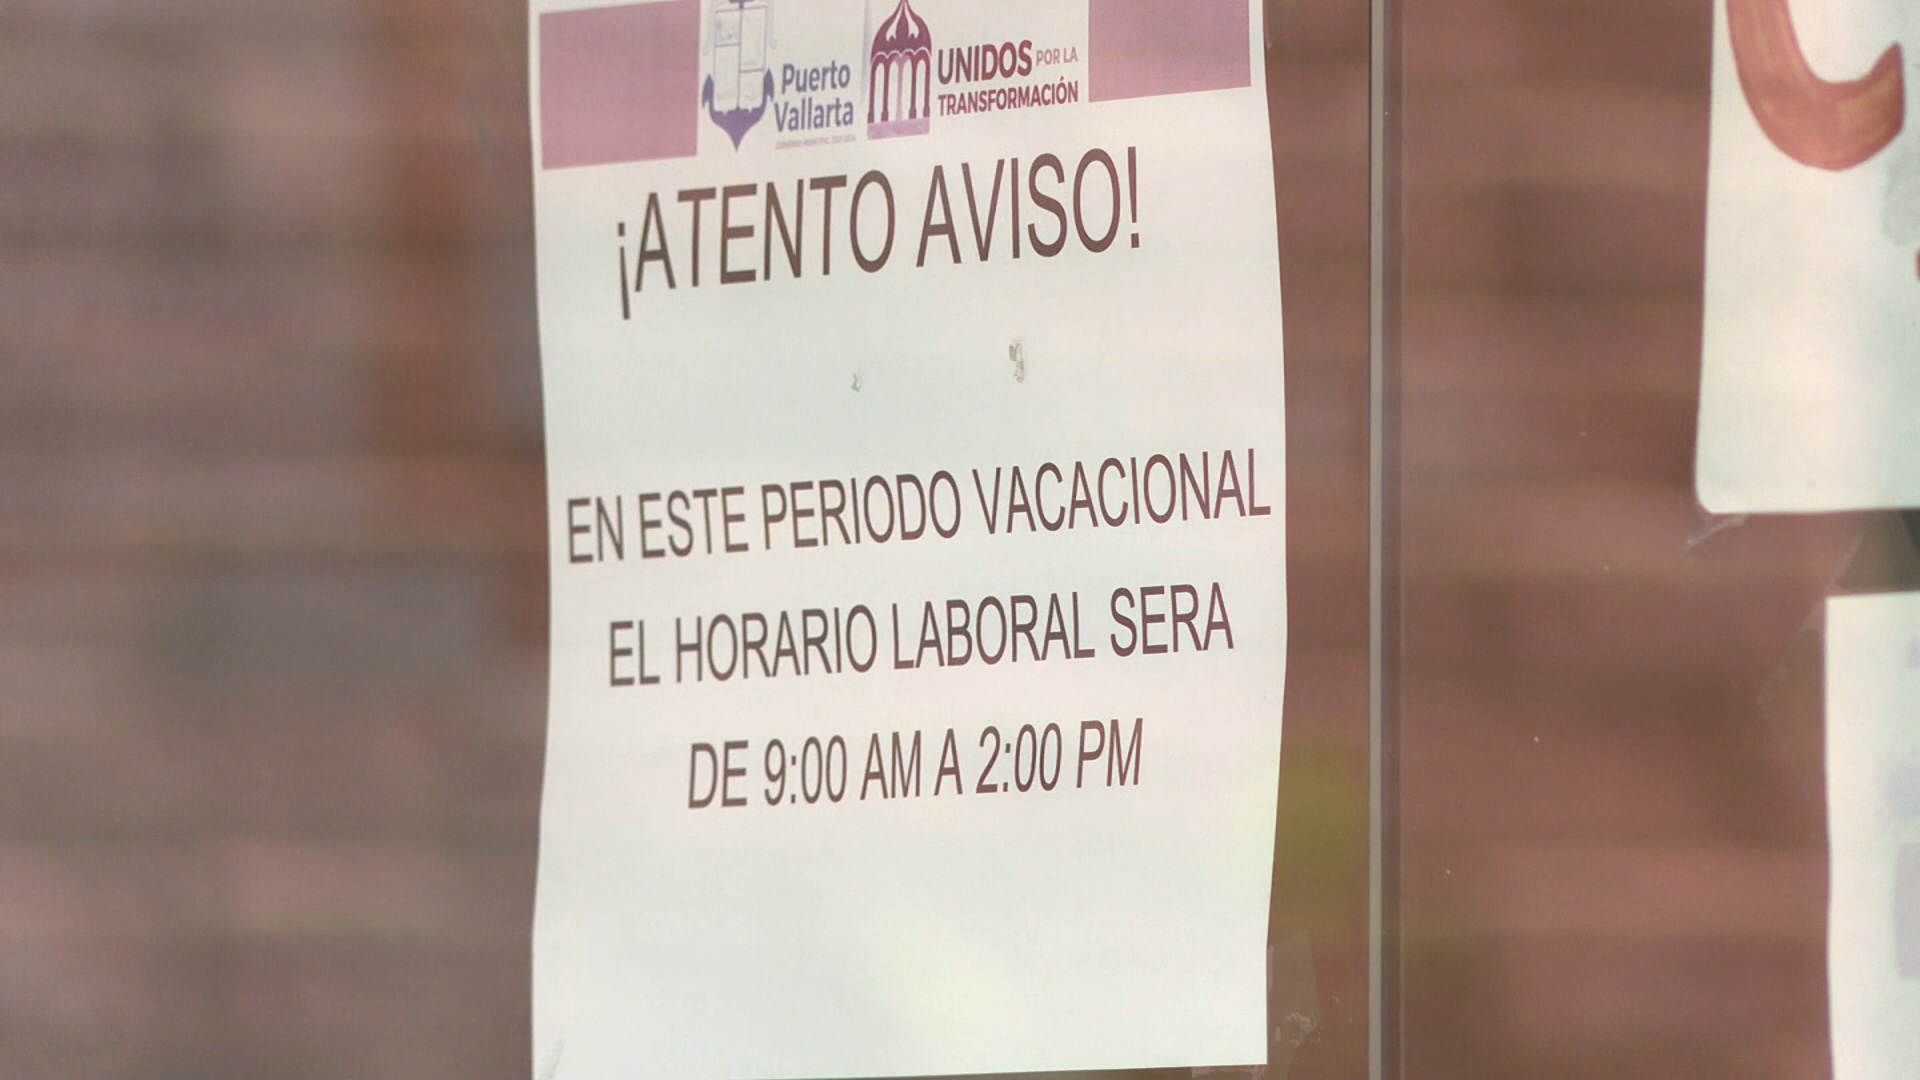 Puerto
Vallarta
UNIDOS POR LA
TRANSFORMACIÓN
¡ATENTO AVISO!
EN ESTE PERIODO VACACIONAL
EL HORARIO LABORAL SERA
DE 9:00 AM A 2:00 PM